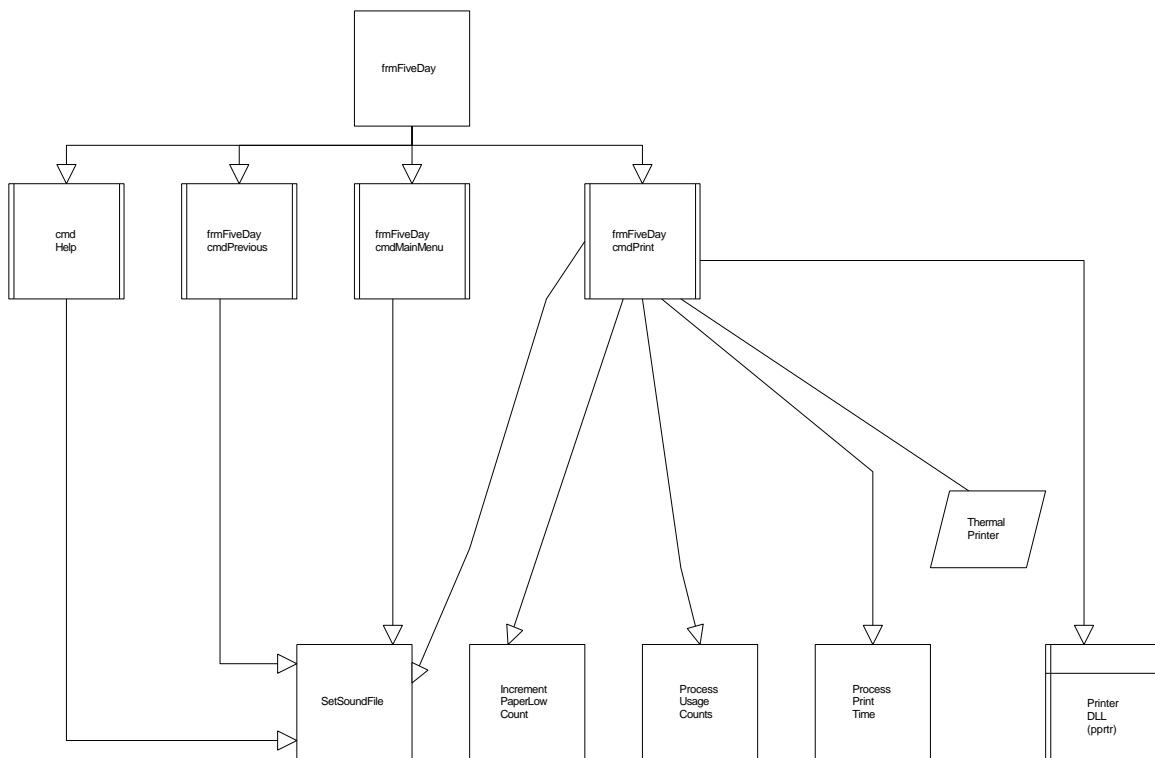 frmFiveDay
cmd
Help
frmFiveDay
cmdPrevious
frmFiveDay
cmdMainMenu
frmFiveDay
cmdPrint
Thermal
Printer
SetSoundFile
Increment
PaperLow
Count
Process
Usage
Counts
Process
Print
Time
Printer
DLL
(pprtr)